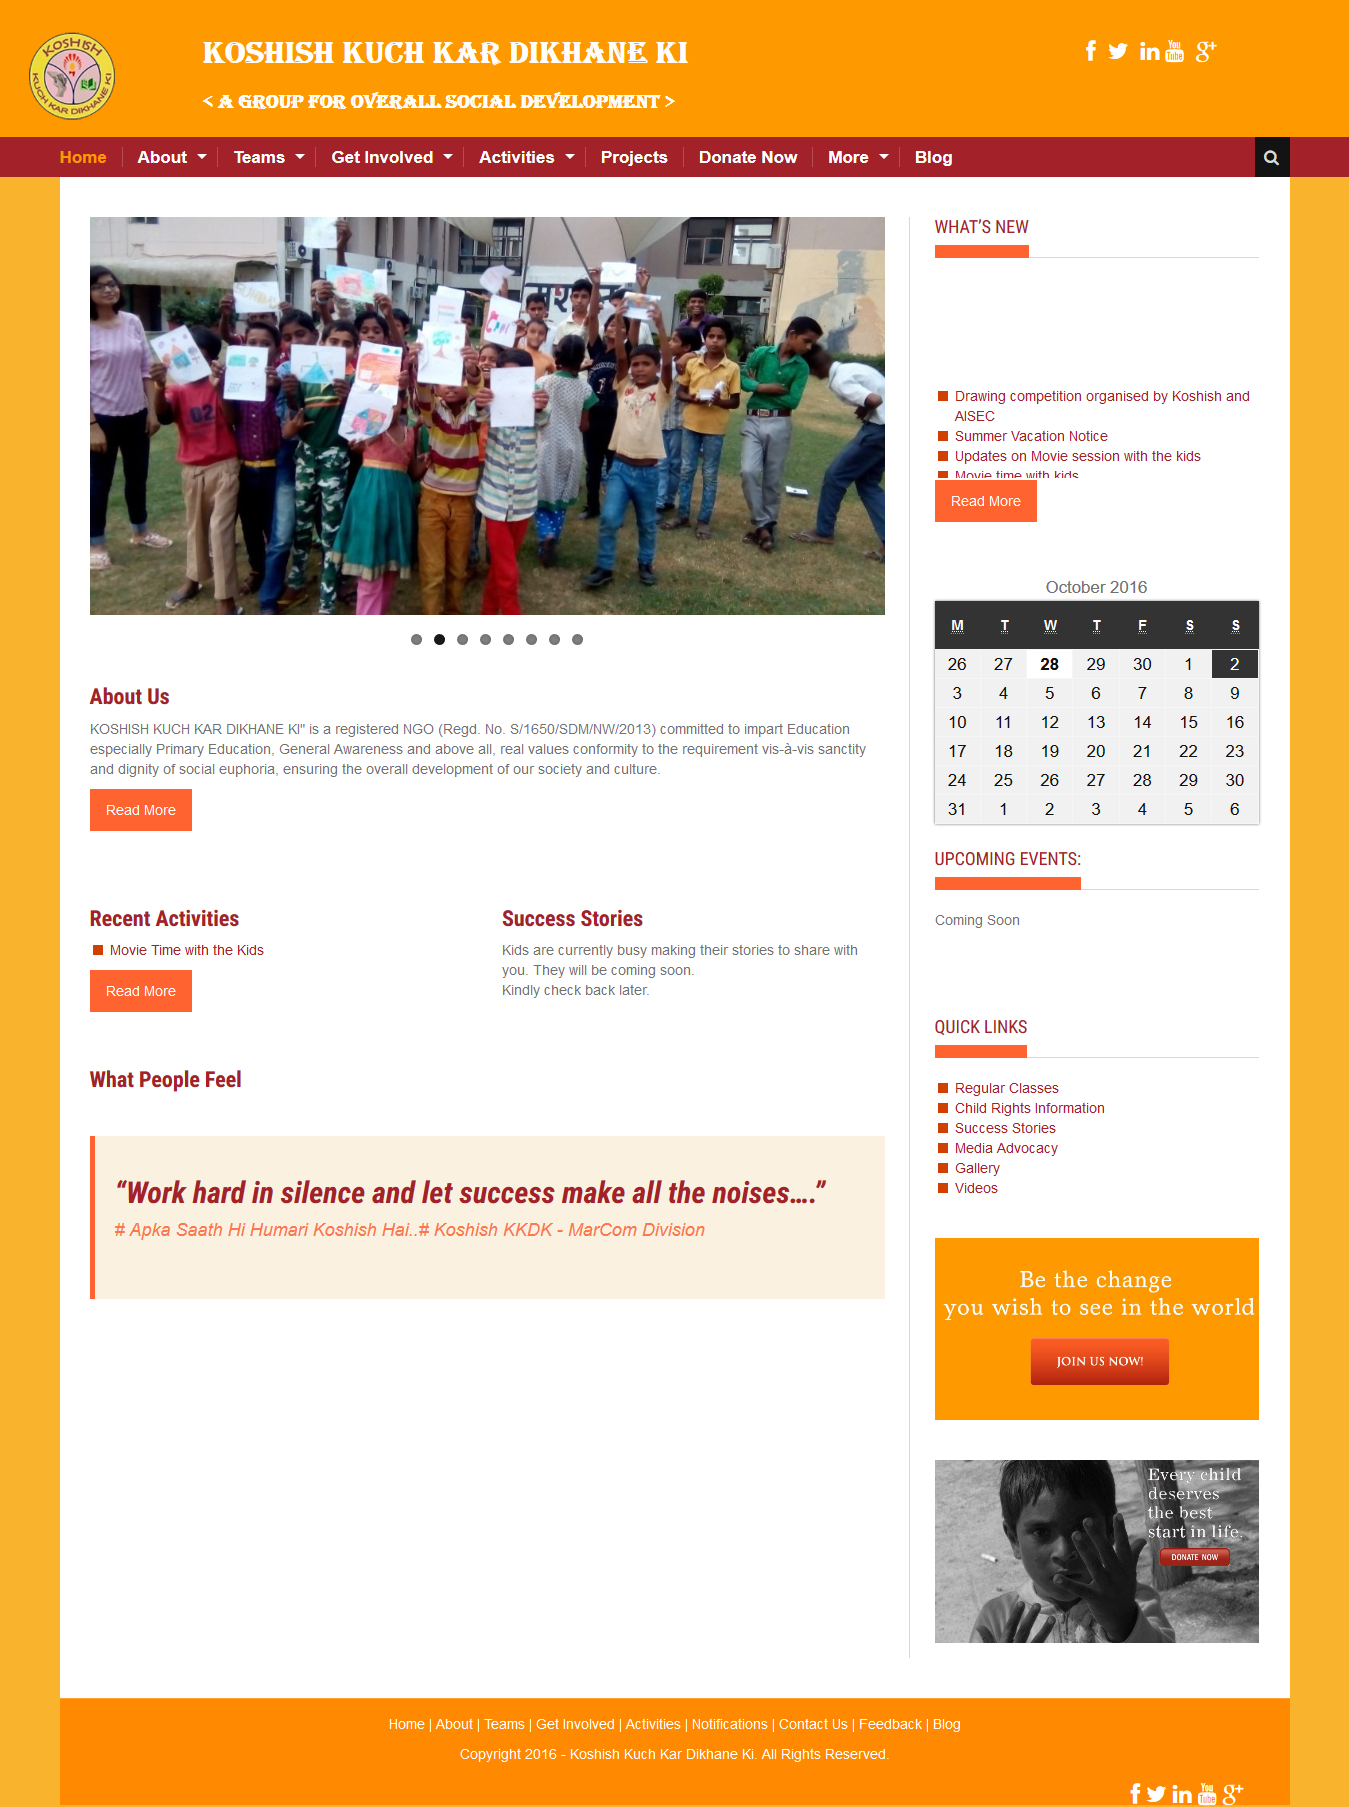 KOSHISH
KUCH KAR DIKHANE KI
KOSHISH KUCH KAR DIKHANE KI
< A GROUP FOR OVERALL SOCIAL DEVELOPMENT >
f in You Tube g+
Home About Teams Get Involved Activities Projects Donate Now More Blog
WHAT'S NEW
Drawing competition organised by Koshish and
AISEC
Summer Vacation Notice
Updates on Movie session with the kids
Movie time with kids
Read More
October 2016
M T W T F S S
26 27 28 29 30 1 2
3 4 5 6 7 8 9
10 11 12 13 14 15 16
17 18 19 20 21 22 23
24 25 26 27 28 29 30
31 1 2 3 4 5 6
About Us
KOSHISH KUCH KAR DIKHANE KI" is a registered NGO (Regd. No. S/1650/SDM/NW/2013) committed to impart Education
especially Primary Education, General Awareness and above all, real values conformity to the requirement vis-à-vis sanctity
and dignity of social euphoria, ensuring the overall development of our society and culture.
Read More
Recent Activities
Movie Time with the Kids
Read More
Success Stories
Kids are currently busy making their stories to share with
you. They will be coming soon.
Kindly check back later.
What People Feel
“Work hard in silence and let success make all the noises….”
# Apka Saath Hi Humari Koshish Hai..# Koshish KKDK - MarCom Division
UPCOMING EVENTS:
Coming Soon
QUICK LINKS
Regular Classes
Child Rights Information
Success Stories
Media Advocacy
Gallery
Videos
Be the change
you wish to see in the world
JOIN US NOW!
Every child
deserves
the best
start in life.
DONATE NOW
Home | About | Teams | Get Involved | Activities | Notifications | Contact Us | Feedback | Blog
Copyright 2016 - Koshish Kuch Kar Dikhane Ki. All Rights Reserved.
f in You Tube g+